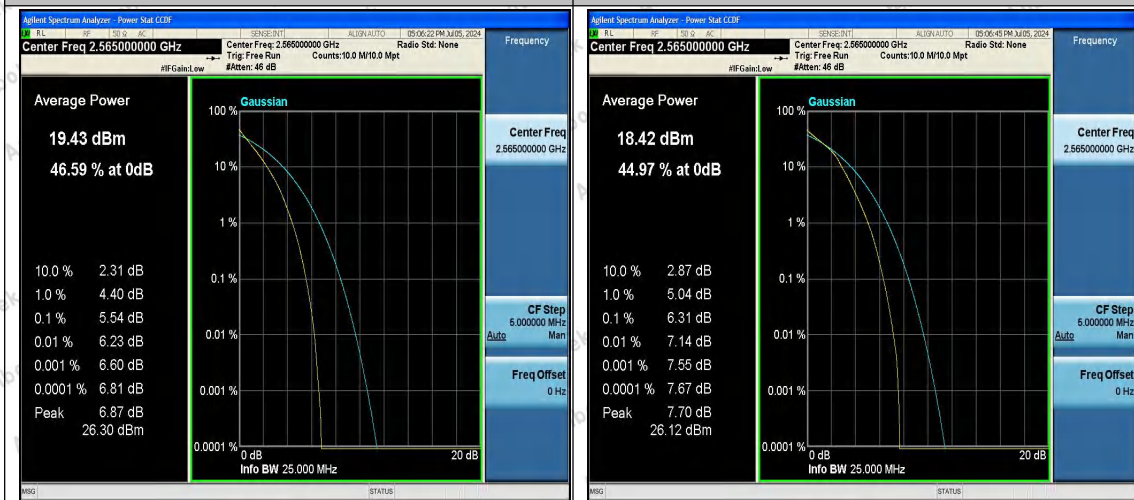 Agilent Spectrum Analyzer - Power Stat CCDF
RL RF 50 Ω AC SENSE:INT ALIGNAUTO 05:06:22 PM Jul 05, 2024
Center Freq 2.565000000 GHz
Center Freq: 2.565000000 GHz Radio Std: None
Trig: Free Run Counts:10.0 M/10.0 Mpt
#IFGain:Low #Atten: 46 dB
Frequency
Average Power
19.43 dBm
46.59 % at 0dB
10.0 % 2.31 dB
1.0 % 4.40 dB
0.1 % 5.54 dB
0.01 % 6.23 dB
0.001 % 6.60 dB
0.0001 % 6.81 dB
Peak 6.87 dB
26.30 dBm
Gaussian
100 %
10 %
1 %
0.1 %
0.01 %
0.001 %
0.0001 %
0 dB 20 dB
Info BW 25.000 MHz
Center Freq
2.565000000 GHz
CF Step
5.000000 MHz
Auto Man
Freq Offset
0 Hz
MSG STATUS
Agilent Spectrum Analyzer - Power Stat CCDF
RL RF 50 Ω AC SENSE:INT ALIGNAUTO 05:06:45 PM Jul 05, 2024
Center Freq 2.565000000 GHz
Center Freq: 2.565000000 GHz Radio Std: None
Trig: Free Run Counts:10.0 M/10.0 Mpt
#IFGain:Low #Atten: 46 dB
Frequency
Average Power
18.42 dBm
44.97 % at 0dB
10.0 % 2.87 dB
1.0 % 5.04 dB
0.1 % 6.31 dB
0.01 % 7.14 dB
0.001 % 7.55 dB
0.0001 % 7.67 dB
Peak 7.70 dB
26.12 dBm
Gaussian
100 %
10 %
1 %
0.1 %
0.01 %
0.001 %
0.0001 %
0 dB 20 dB
Info BW 25.000 MHz
Center Freq
2.565000000 GHz
CF Step
5.000000 MHz
Auto Man
Freq Offset
0 Hz
MSG STATUS